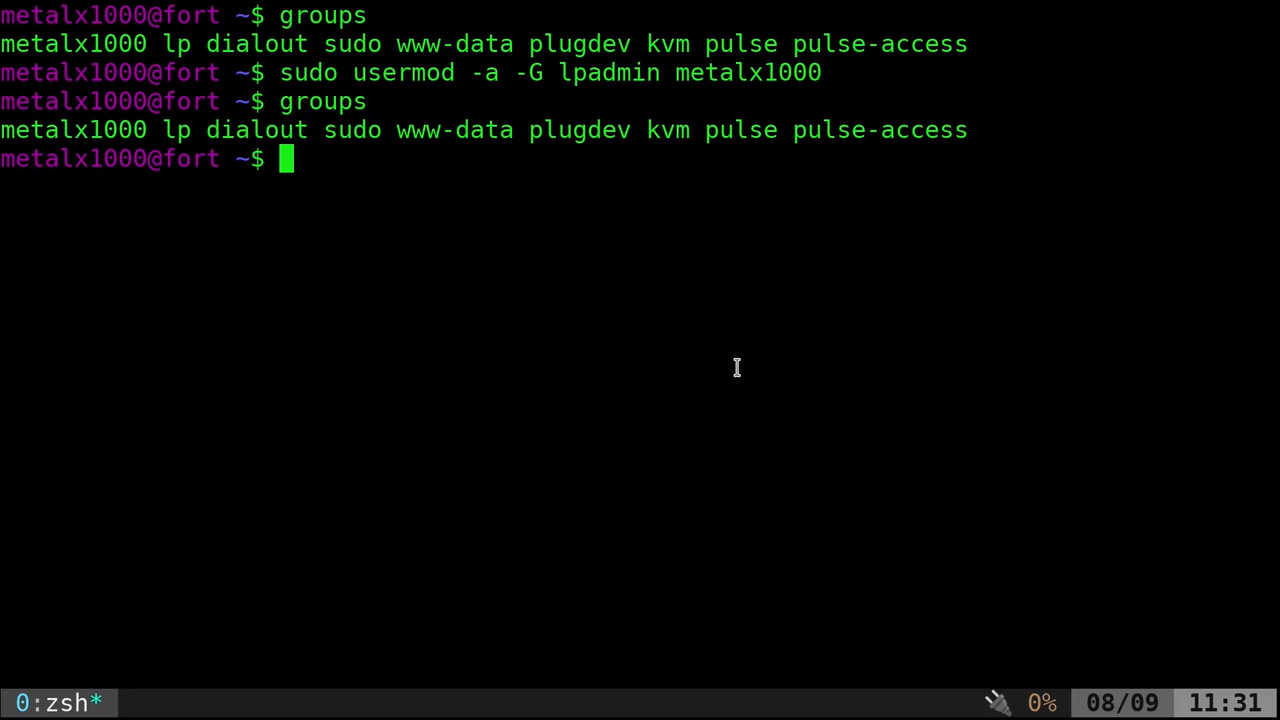 metalx1000@fort ~$ groups
metalx1000 lp dialout sudo www-data plugdev kvm pulse pulse-access
metalx1000@fort ~$ sudo usermod -a -G lpadmin metalx1000
metalx1000@fort ~$ groups
metalx1000 lp dialout sudo www-data plugdev kvm pulse pulse-access
metalx1000@fort ~$
0:zsh* 🔌 0% 08/09 11:31